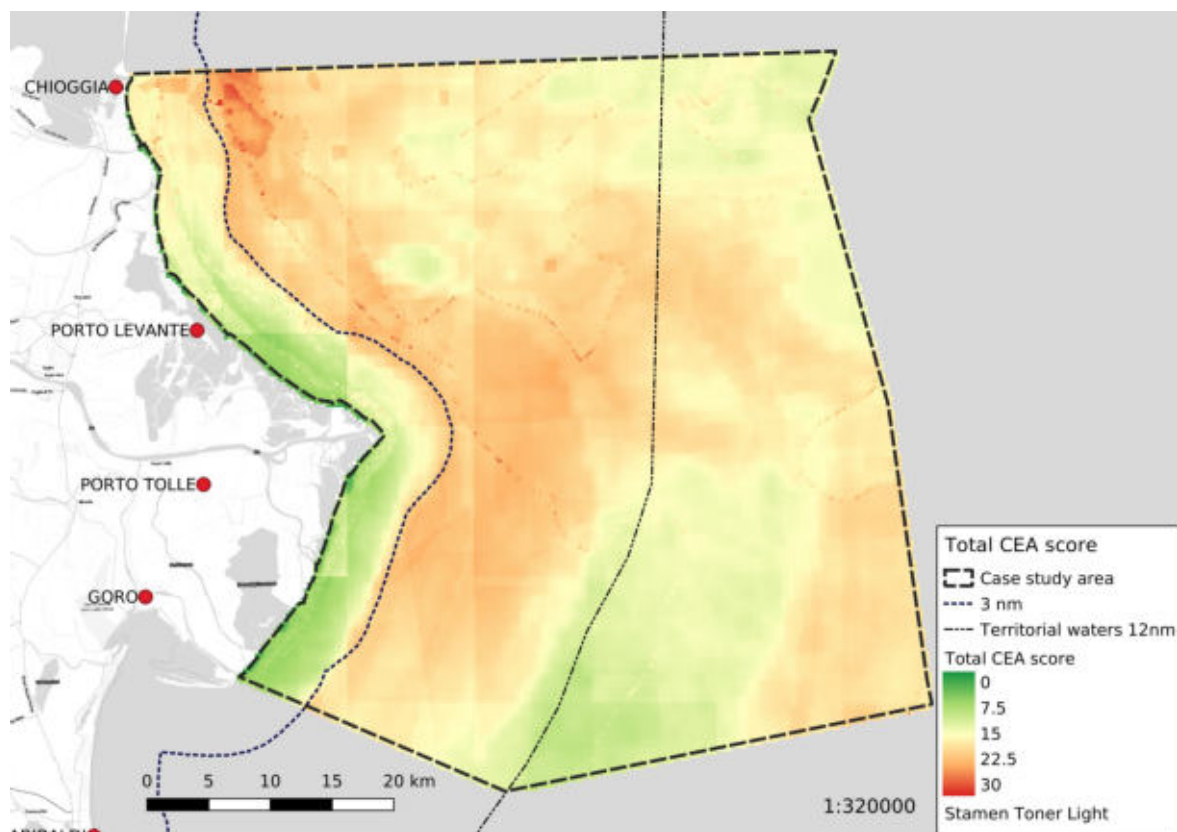 CHIOGGIA
PORTO LEVANTE
PORTO TOLLE
GORO
0 5 10 15 20 km
1:320000
Total CEA score
Case study area
3 nm
Territorial waters 12nm
Total CEA score
0
7.5
15
22.5
30
Stamen Toner Light